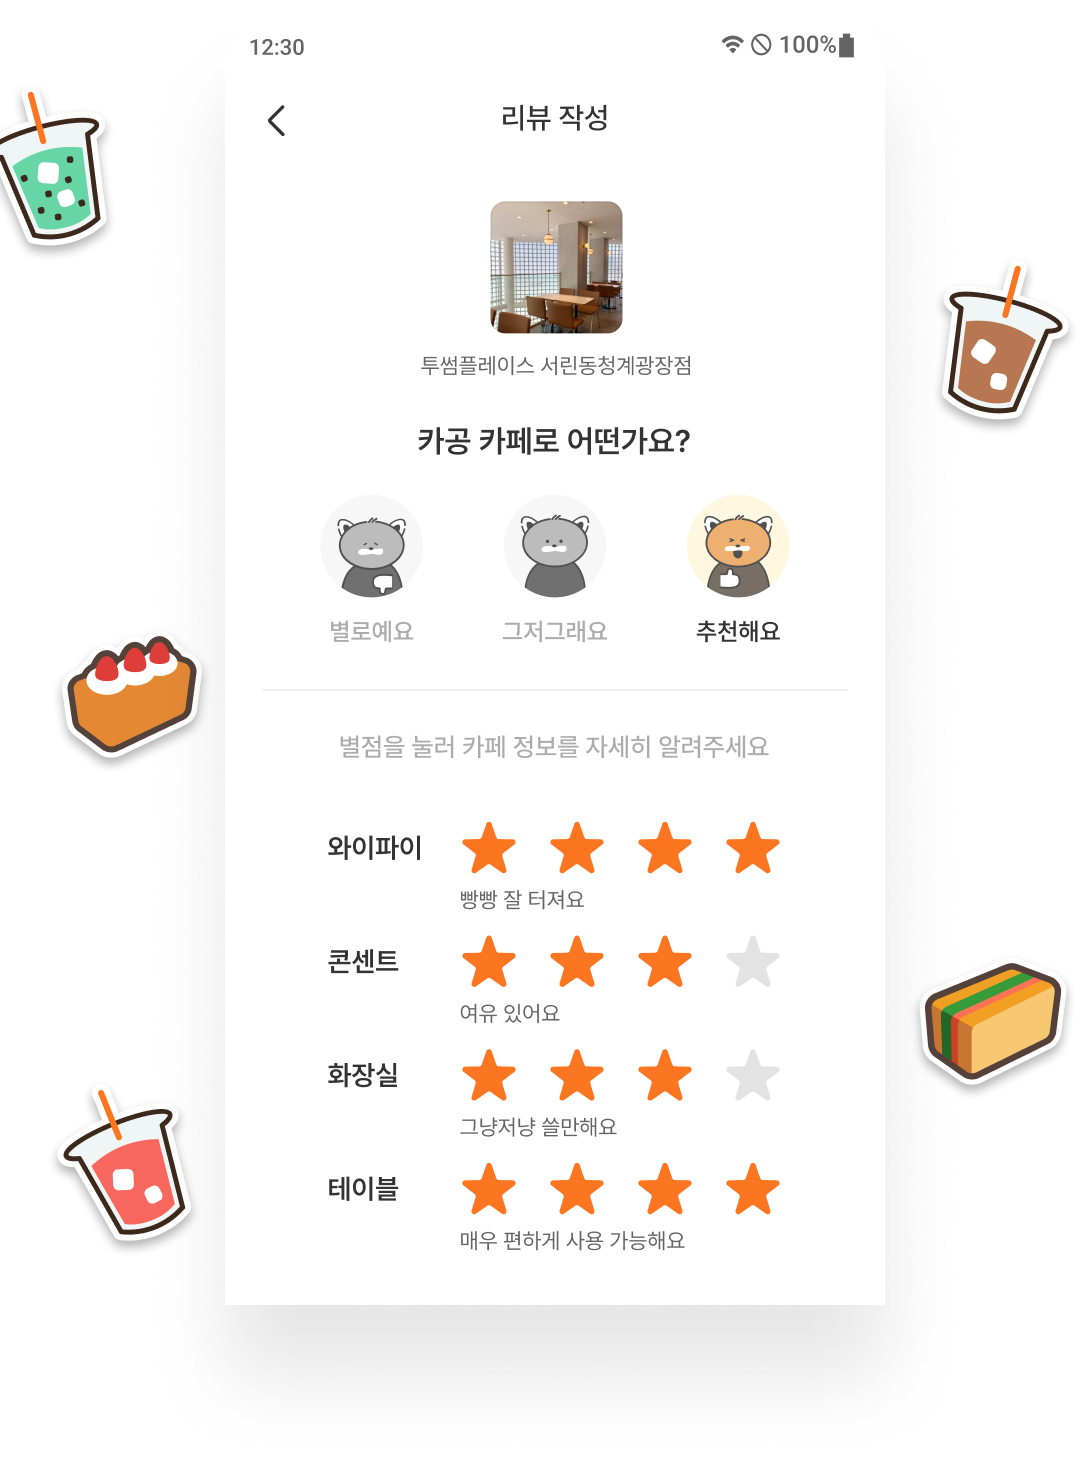 12:30
100%
리뷰 작성
투썸플레이스 서린동청계광장점
카공 카페로 어떤가요?
별로예요
그저그래요
추천해요
별점을 눌러 카페 정보를 자세히 알려주세요
와이파이
빵빵 잘 터져요
콘센트
여유 있어요
화장실
그냥저냥 쓸만해요
테이블
매우 편하게 사용 가능해요